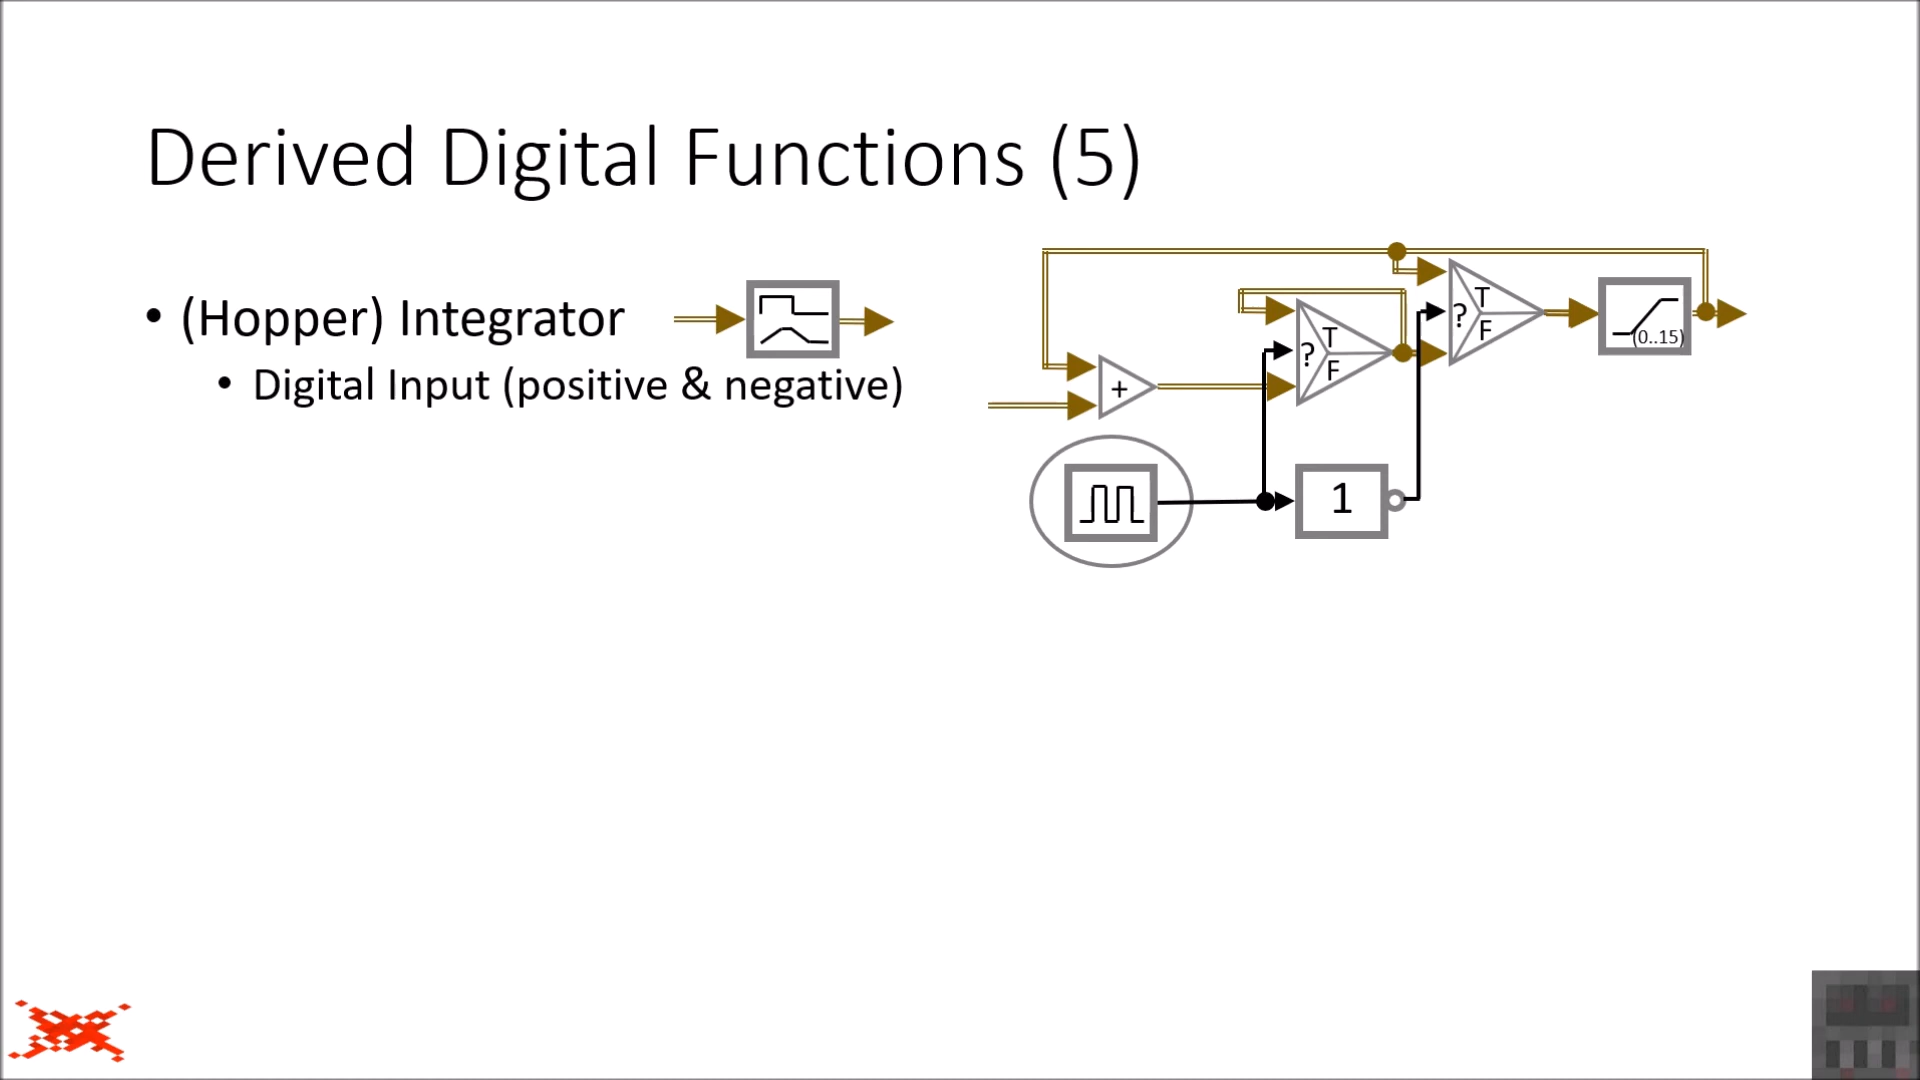 Derived Digital Functions (5)
• (Hopper) Integrator
• Digital Input (positive & negative)
T
? F
(0..15)
T
? F
+
1